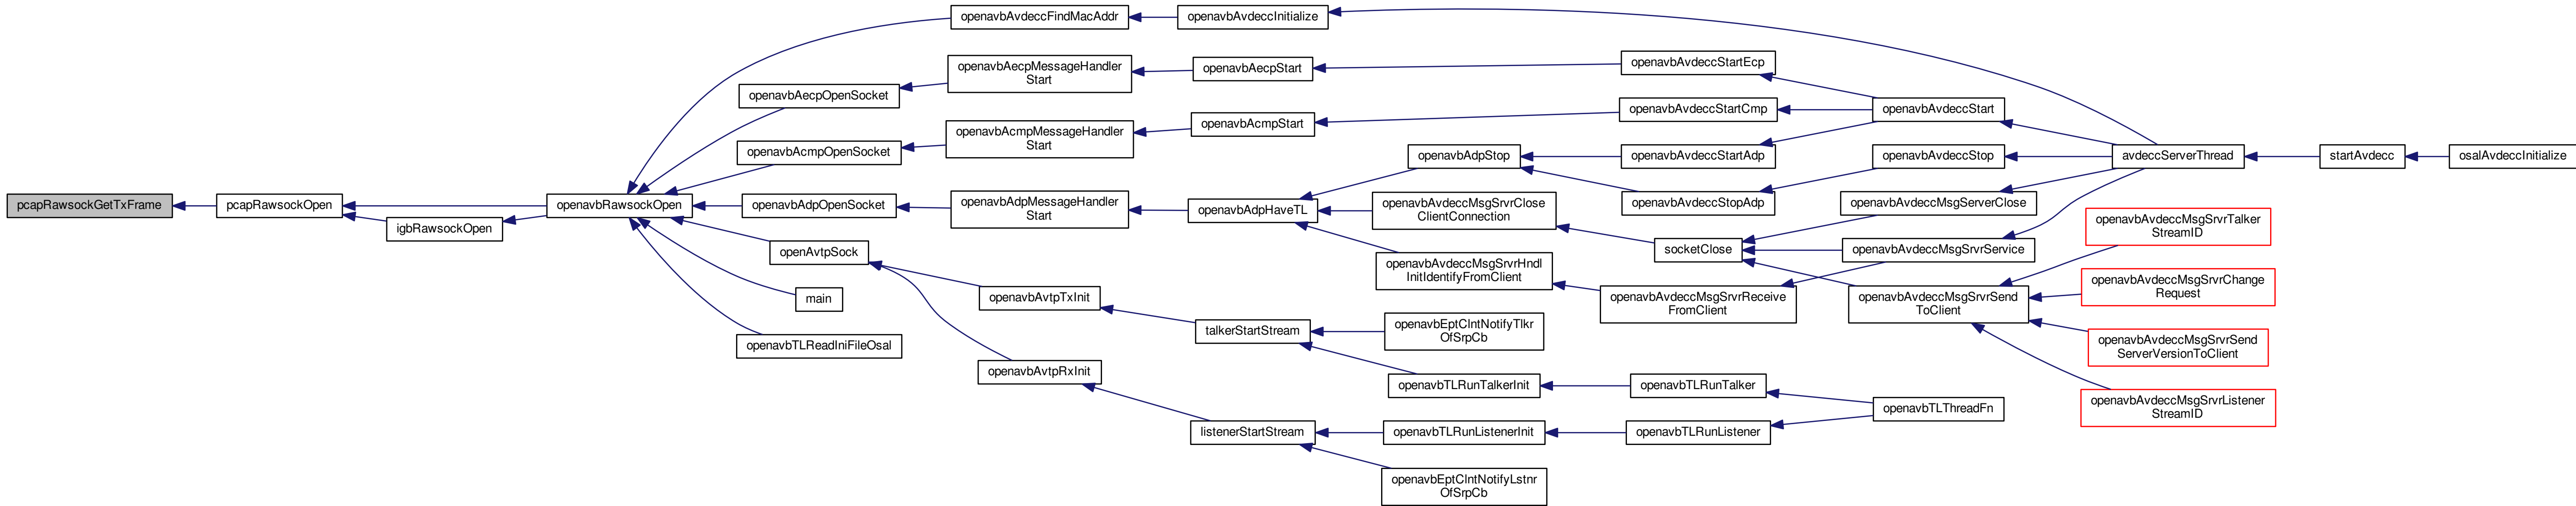 pcapRawsockGetTxFrame
pcapRawsockOpen
igbRawsockOpen
openavbRawsockOpen
openavbAecpOpenSocket
openavbAcmpOpenSocket
openavbAdpOpenSocket
openAvtpSock
main
openavbTLReadIniFileOsal
openavbAvdeccFindMacAddr
openavbAecpMessageHandler
Start
openavbAcmpMessageHandler
Start
openavbAdpMessageHandler
Start
openavbAvtpTxInit
openavbAvtpRxInit
openavbAvdeccInitialize
openavbAecpStart
openavbAcmpStart
openavbAdpHaveTL
talkerStartStream
listenerStartStream
openavbAdpStop
openavbAvdeccMsgSrvrClose
ClientConnection
openavbAvdeccMsgSrvrHndl
InitIdentifyFromClient
openavbEptClntNotifyTlkr
OfSrpCb
openavbTLRunTalkerInit
openavbTLRunListenerInit
openavbEptClntNotifyLstnr
OfSrpCb
openavbAvdeccStartEcp
openavbAvdeccStartCmp
openavbAvdeccStartAdp
openavbAvdeccStopAdp
socketClose
openavbAvdeccMsgSrvrReceive
FromClient
openavbTLRunTalker
openavbTLRunListener
openavbAvdeccStart
openavbAvdeccStop
openavbAvdeccMsgServerClose
openavbAvdeccMsgSrvrService
openavbAvdeccMsgSrvrSend
ToClient
openavbTLThreadFn
avdeccServerThread
openavbAvdeccMsgSrvrTalker
StreamID
openavbAvdeccMsgSrvrChange
Request
openavbAvdeccMsgSrvrSend
ServerVersionToClient
openavbAvdeccMsgSrvrListener
StreamID
startAvdecc
osalAvdeccInitialize